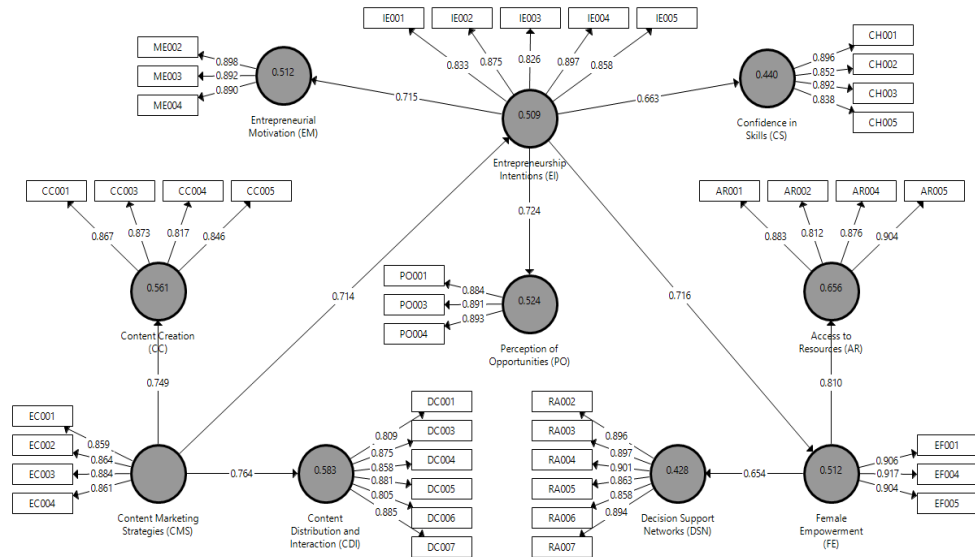 IE001
IE002
IE003
IE004
IE005
ME002
ME003
ME004
0.898
0.892
0.890
0.512
Entrepreneurial
Motivation (EM)
0.833
0.875
0.826
0.897
0.858
0.715
0.509
Entrepreneurship
Intentions (EI)
0.663
0.440
Confidence in
Skills (CS)
0.896
0.852
0.892
0.838
CH001
CH002
CH003
CH005
CC001
CC003
CC004
CC005
0.867
0.873
0.817
0.846
0.561
Content Creation
(CC)
0.714
0.724
0.716
PO001
PO003
PO004
0.884
0.891
0.893
0.524
Perception of
Opportunities (PO)
AR001
AR002
AR004
AR005
0.883
0.812
0.876
0.904
0.656
Access to
Resources (AR)
0.749
0.810
EC001
EC002
EC003
EC004
0.859
0.864
0.884
0.861
Content Marketing
Strategies (CMS)
0.764
0.583
Content
Distribution and
Interaction (CDI)
0.809
0.875
0.858
0.881
0.805
0.885
DC001
DC003
DC004
DC005
DC006
DC007
RA002
RA003
RA004
RA005
RA006
RA007
0.896
0.897
0.901
0.863
0.858
0.894
0.428
Decision Support
Networks (DSN)
0.654
0.512
Female
Empowerment
(FE)
0.906
0.917
0.904
EF001
EF004
EF005